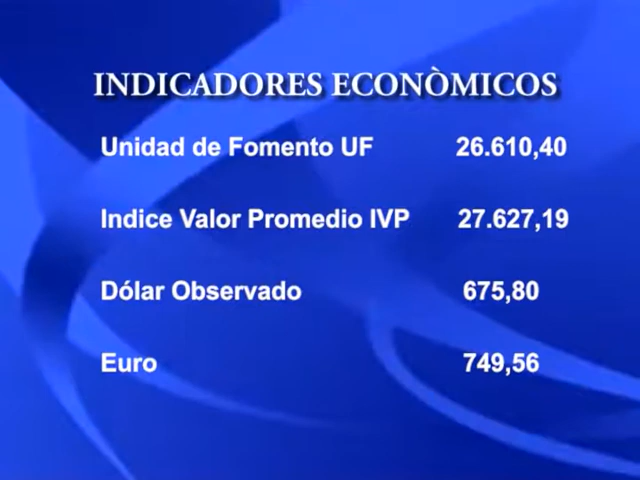 INDICADORES ECONÒMICOS
Unidad de Fomento UF 26.610,40
Indice Valor Promedio IVP 27.627,19
Dólar Observado 675,80
Euro 749,56